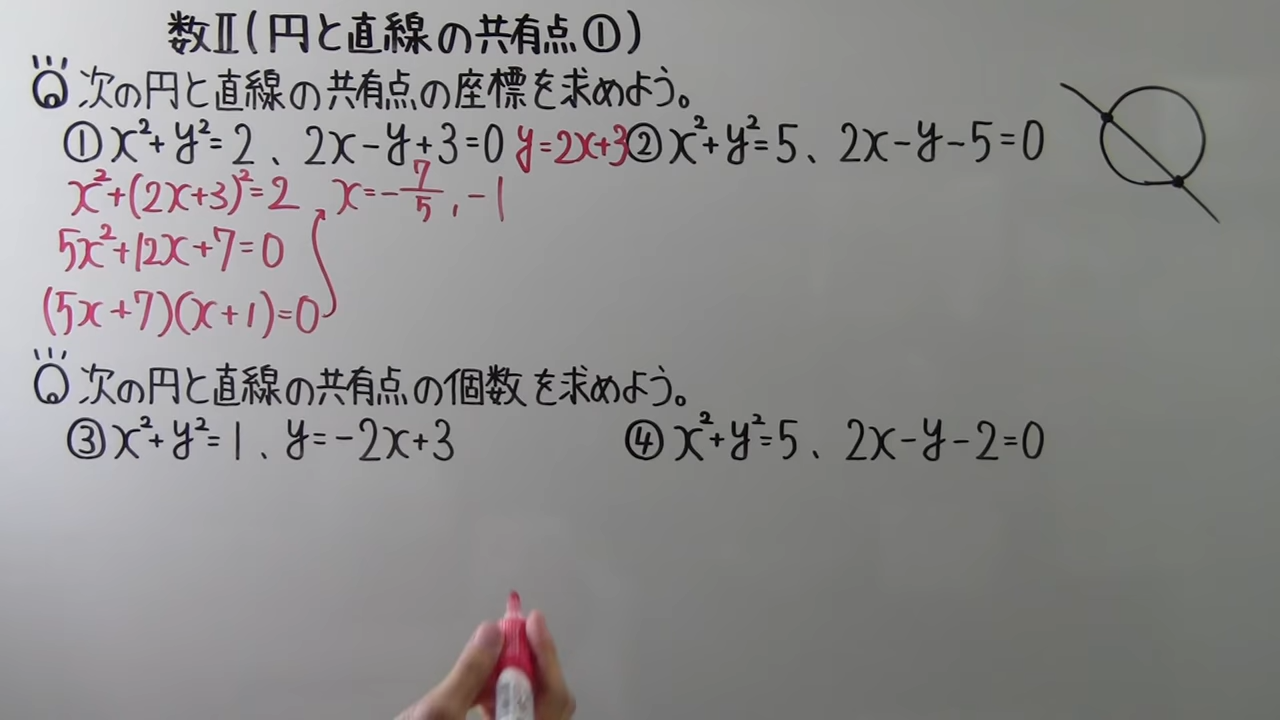 数Ⅱ(円と直線の共有点①)
Q 次の円と直線の共有点の座標を求めよう。
①x²+y²=2、2x-y+3=0 y=2x+3
②x²+y²=5、2x-y-5=0
x²+(2x+3)²=2 x=-7/5, -1
5x²+12x+7=0
(5x+7)(x+1)=0
Q 次の円と直線の共有点の個数を求めよう。
③x²+y²=1、y=-2x+3
④x²+y²=5、2x-y-2=0